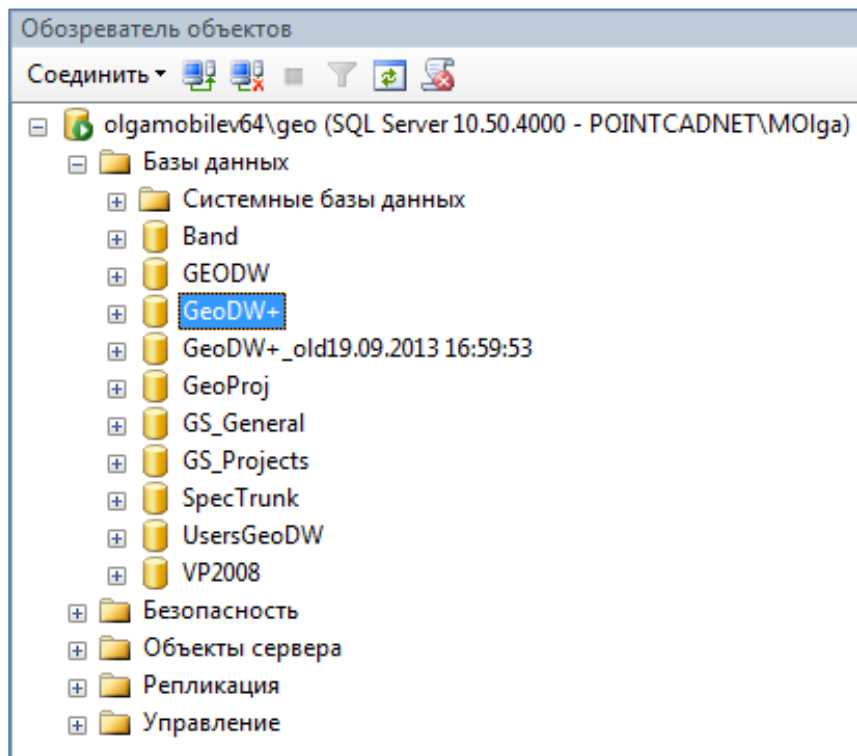 Обозреватель объектов
Соединить
olgamobilev64\geo (SQL Server 10.50.4000 - POINTCADNET\MOlga)
Базы данных
Системные базы данных
Band
GEODW
GeoDW+
GeoDW+_old19.09.2013 16:59:53
GeoProj
GS_General
GS_Projects
SpecTrunk
UsersGeoDW
VP2008
Безопасность
Объекты сервера
Репликация
Управление